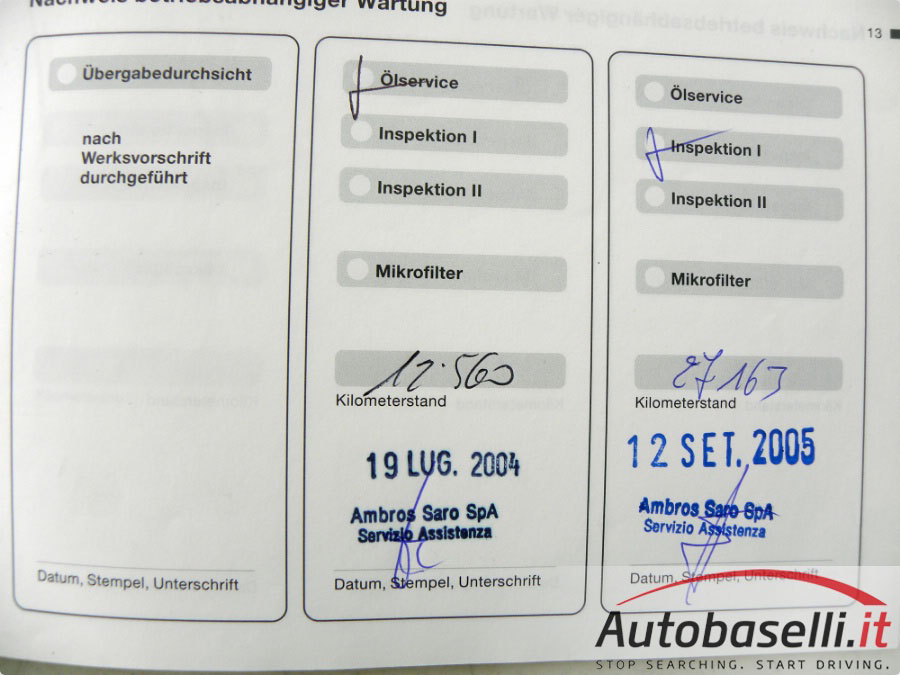 Nachweis betriebsabhängiger Wartung
13
Übergabedurchsicht
nach
Werksvorschrift
durchgeführt
Datum, Stempel, Unterschrift
Ölservice
Inspektion I
Inspektion II
Mikrofilter
12.560
Kilometerstand
19 LUG. 2004
Ambros Saro SpA
Servizio Assistenza
Datum, Stempel, Unterschrift
Ölservice
Inspektion I
Inspektion II
Mikrofilter
27163
Kilometerstand
12 SET. 2005
Ambros Saro SpA
Servizio Assistenza
Datum, Stempel, Unterschrift
Autobaselli.it
STOP SEARCHING. START DRIVING.